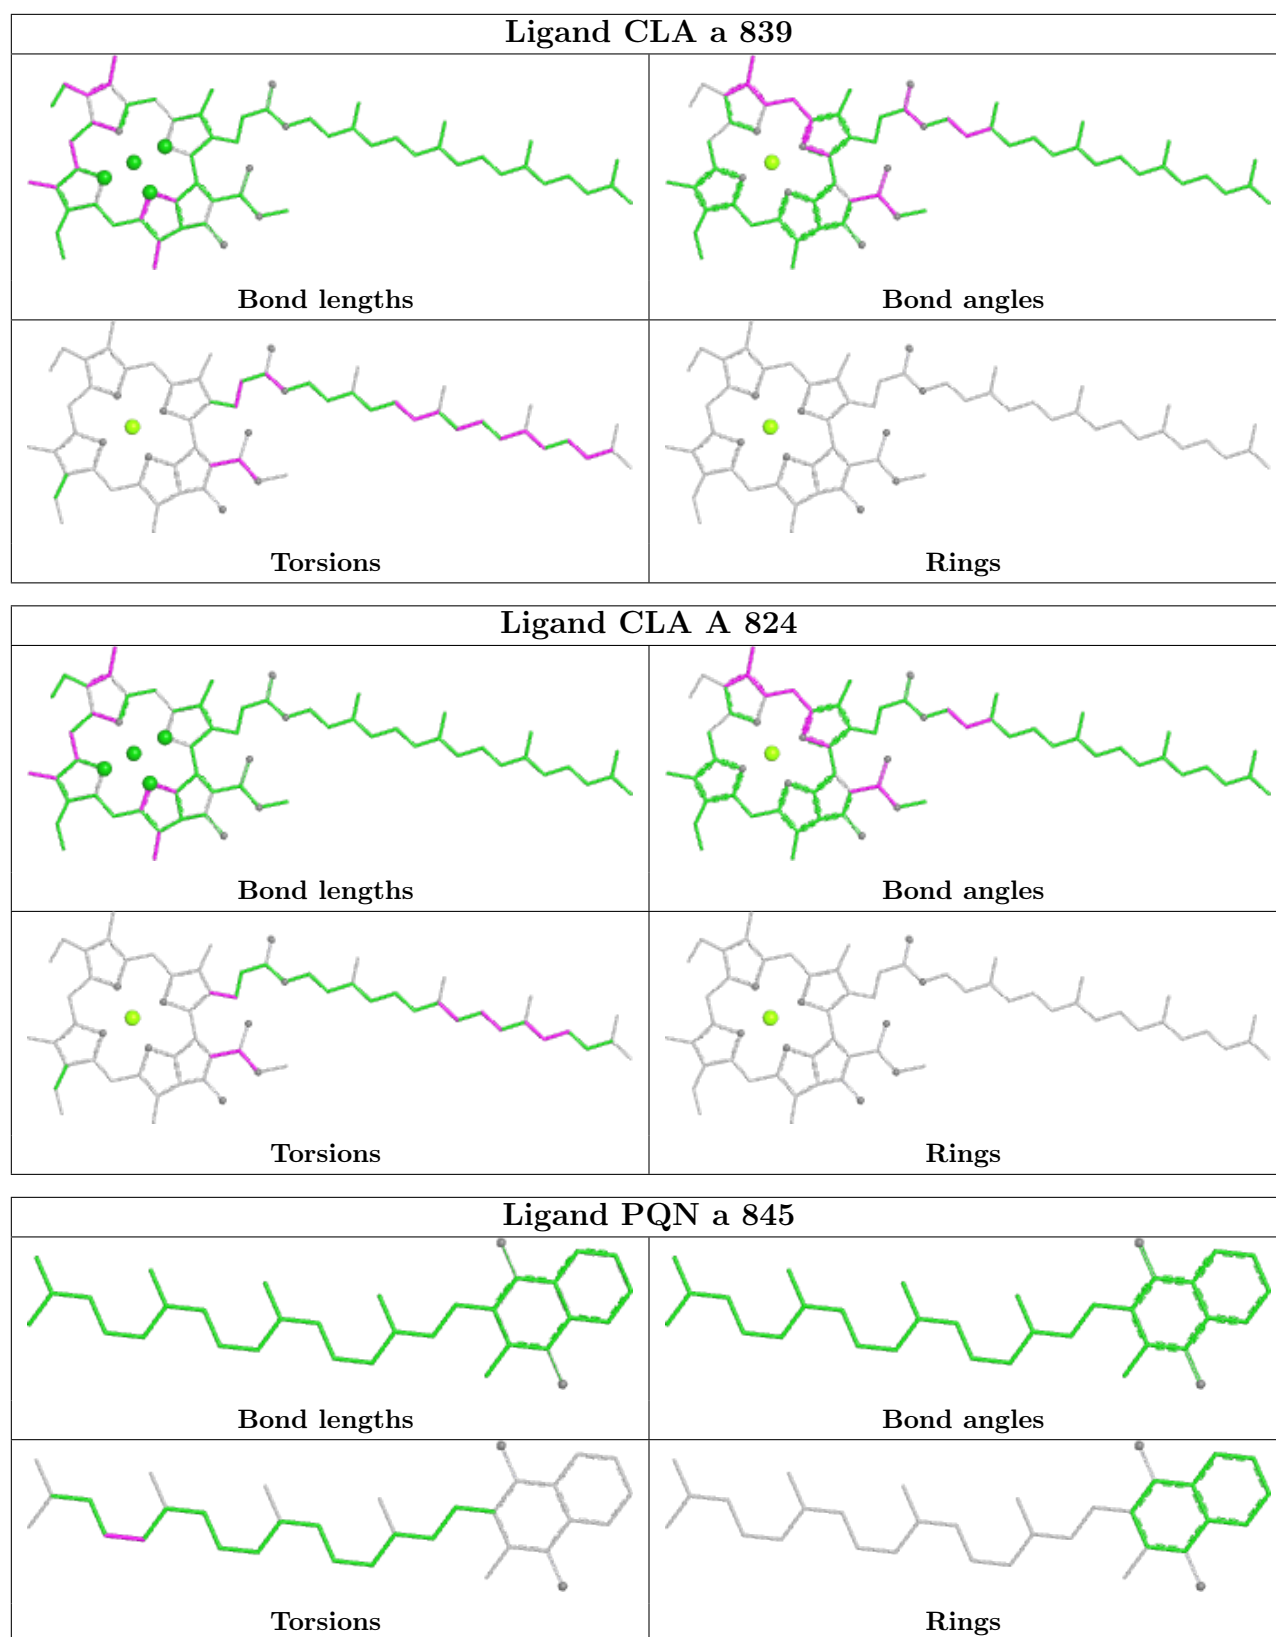 Ligand CLA a 839
Bond lengths
Bond angles
Torsions
Rings
Ligand CLA A 824
Bond lengths
Bond angles
Torsions
Rings
Ligand PQN a 845
Bond lengths
Bond angles
Torsions
Rings